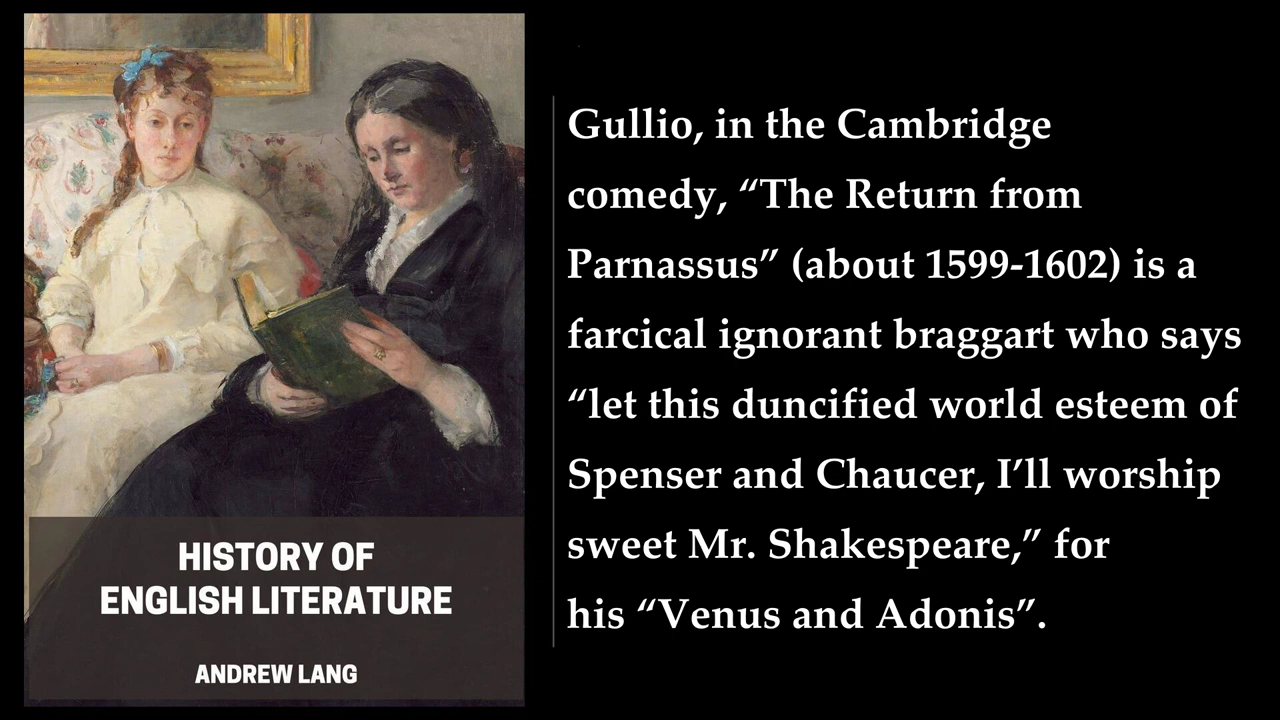 HISTORY OF
ENGLISH LITERATURE
ANDREW LANG
Gullio, in the Cambridge
comedy, “The Return from
Parnassus” (about 1599-1602) is a
farcical ignorant braggart who says
“let this duncified world esteem of
Spenser and Chaucer, I’ll worship
sweet Mr. Shakespeare,” for
his “Venus and Adonis”.